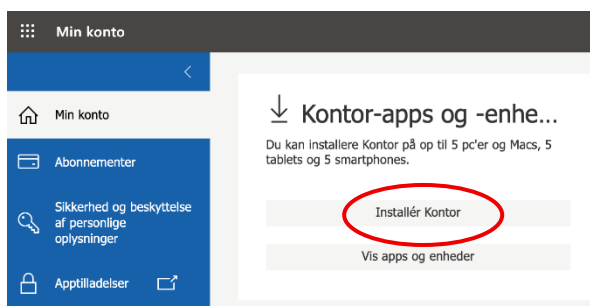 Min konto
Min konto
Abonnementer
Sikkerhed og beskyttelse
af personlige
oplysninger
Apptilladelser
Kontor-apps og -enhe...
Du kan installere Kontor på op til 5 pc'er og Macs, 5
tablets og 5 smartphones.
Installér Kontor
Vis apps og enheder